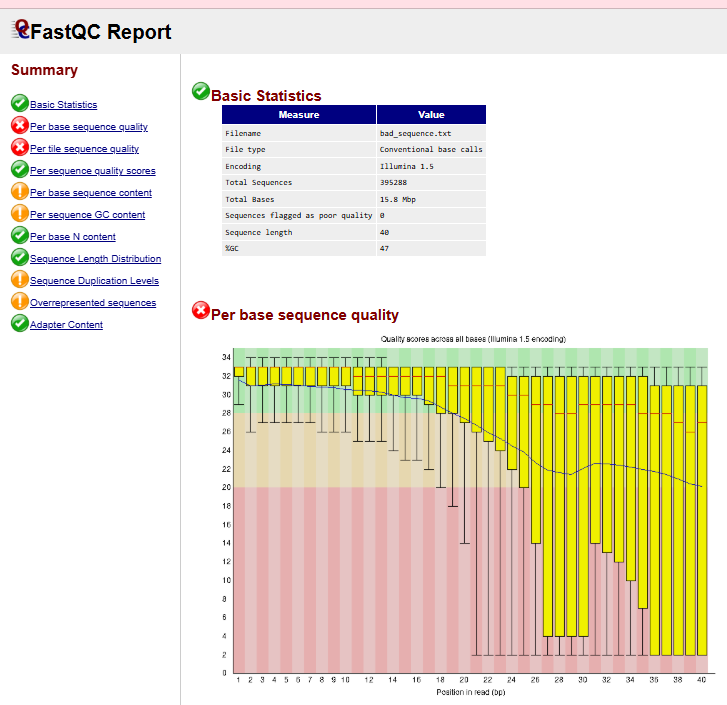 FastQC Report
Summary
Basic Statistics
Per base sequence quality
Per tile sequence quality
Per sequence quality scores
Per base sequence content
Per sequence GC content
Per base N content
Sequence Length Distribution
Sequence Duplication Levels
Overrepresented sequences
Adapter Content
Basic Statistics
Measure Value
Filename bad_sequence.txt
File type Conventional base calls
Encoding Illumina 1.5
Total Sequences 395288
Total Bases 15.8 Mbp
Sequences flagged as poor quality 0
Sequence length 40
%GC 47
Per base sequence quality
Quality scores across all bases (Illumina 1.5 encoding)
34
32
30
28
26
24
22
20
18
16
14
12
10
8
6
4
2
0
1 2 3 4 5 6 7 8 9 10 12 14 16 18 20 22 24 26 28 30 32 34 36 38 40
Position in read (bp)